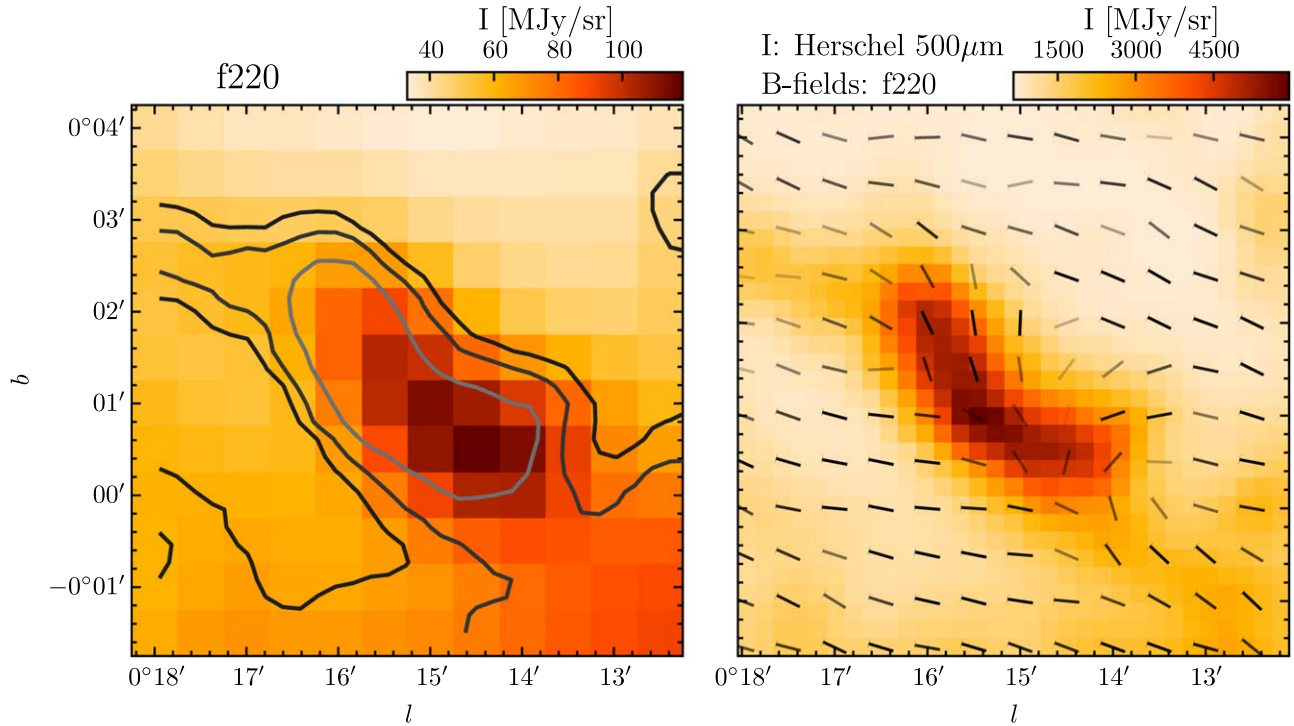 I [MJy/sr]
40 60 80 100
f220
0°04′
03′
02′
01′
00′
−0°01′
b
0°18′ 17′ 16′ 15′ 14′ 13′
l
I [MJy/sr]
I: Herschel 500μm
1500 3000 4500
B-fields: f220
0°18′ 17′ 16′ 15′ 14′ 13′
l